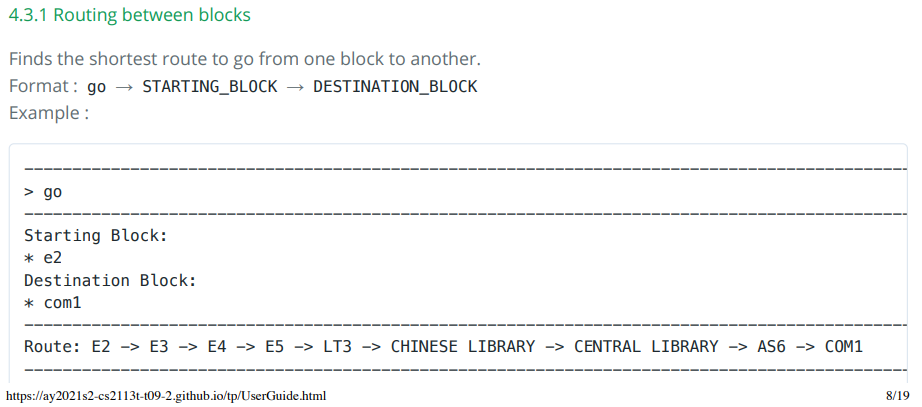 4.3.1 Routing between blocks
Finds the shortest route to go from one block to another.
Format : go → STARTING_BLOCK → DESTINATION_BLOCK
Example :
> go
Starting Block:
* e2
Destination Block:
* com1
Route: E2 -> E3 -> E4 -> E5 -> LT3 -> CHINESE LIBRARY -> CENTRAL LIBRARY -> AS6 -> COM1
https://ay2021s2-cs2113t-t09-2.github.io/tp/UserGuide.html 8/19